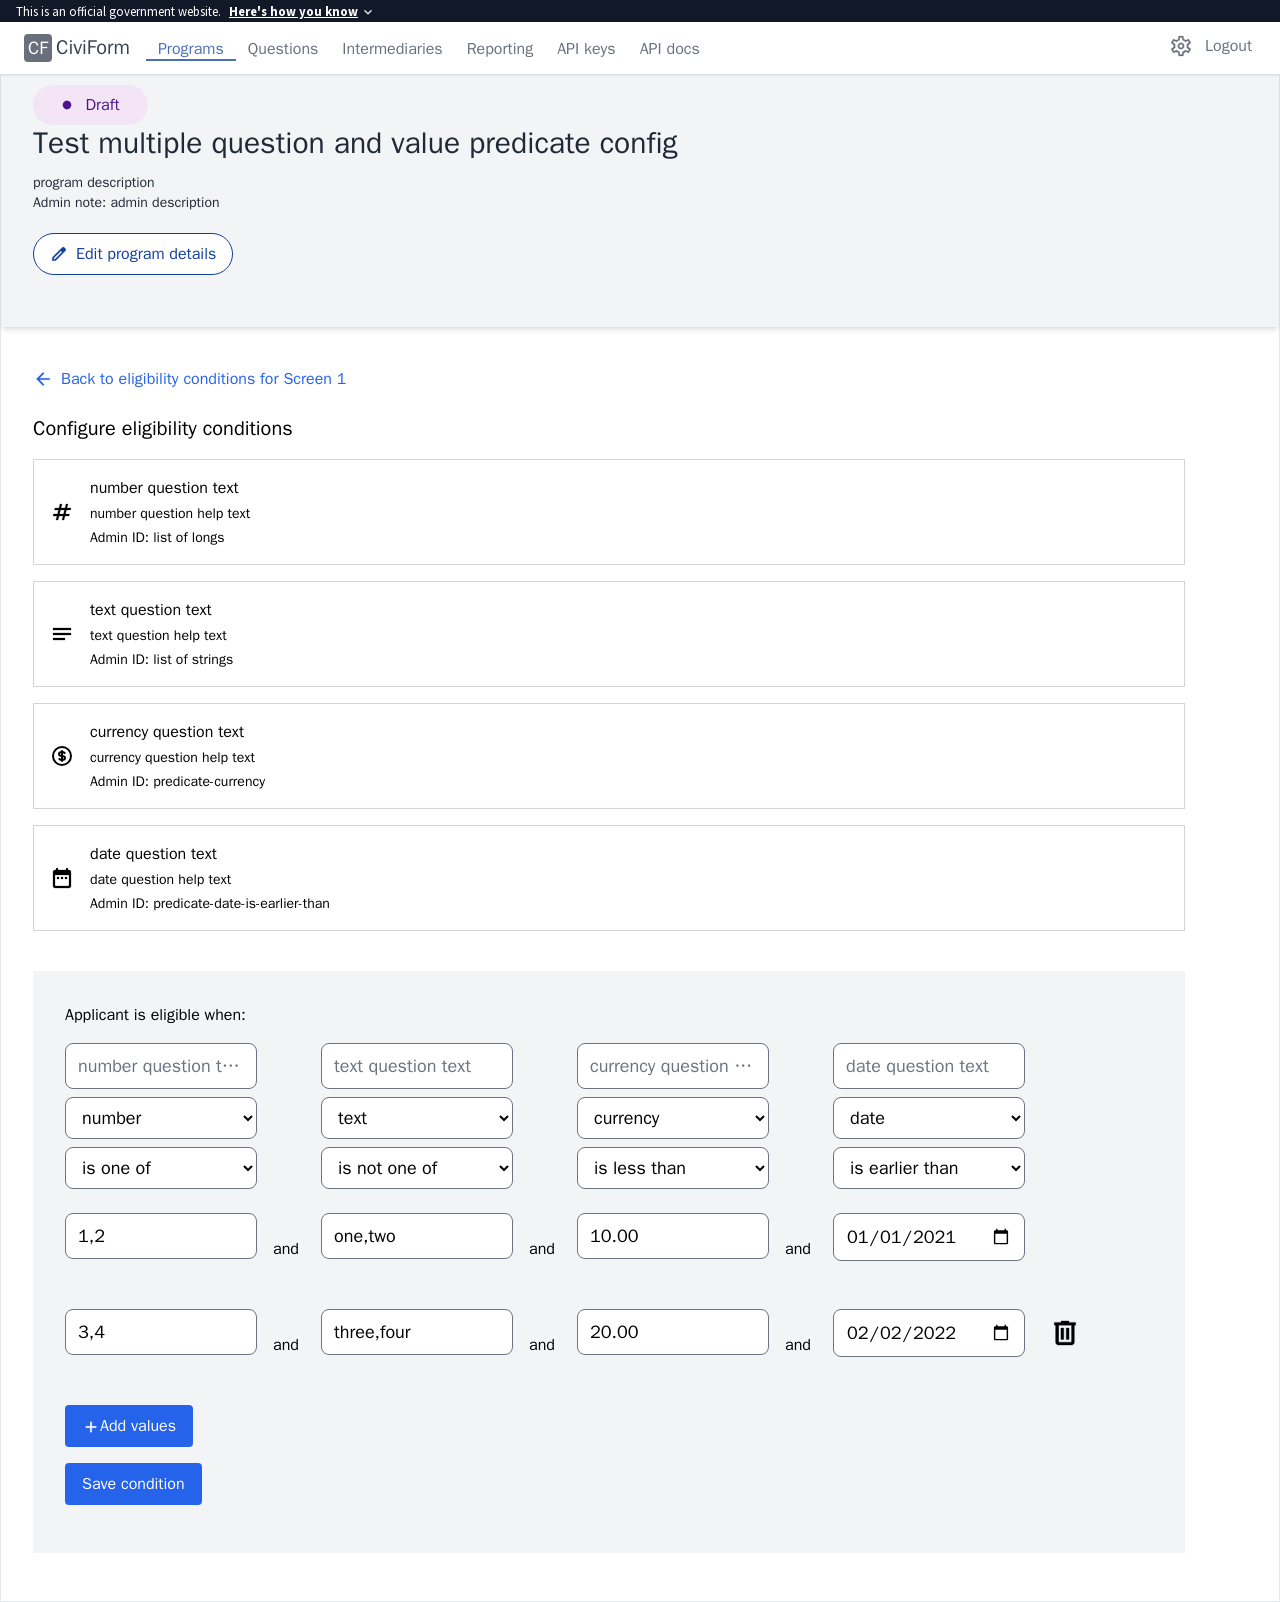 This is an official government website. Here's how you know
CF CiviForm Programs Questions Intermediaries Reporting API keys API docs Logout
Draft
Test multiple question and value predicate config
program description
Admin note: admin description
Edit program details
Back to eligibility conditions for Screen 1
Configure eligibility conditions
number question text
number question help text
Admin ID: list of longs
text question text
text question help text
Admin ID: list of strings
currency question text
currency question help text
Admin ID: predicate-currency
date question text
date question help text
Admin ID: predicate-date-is-earlier-than
Applicant is eligible when:
number question t··· text question text currency question ··· date question text
number text currency date
is one of is not one of is less than is earlier than
1,2 and one,two and 10.00 and 01/01/2021
3,4 and three,four and 20.00 and 02/02/2022
+ Add values
Save condition